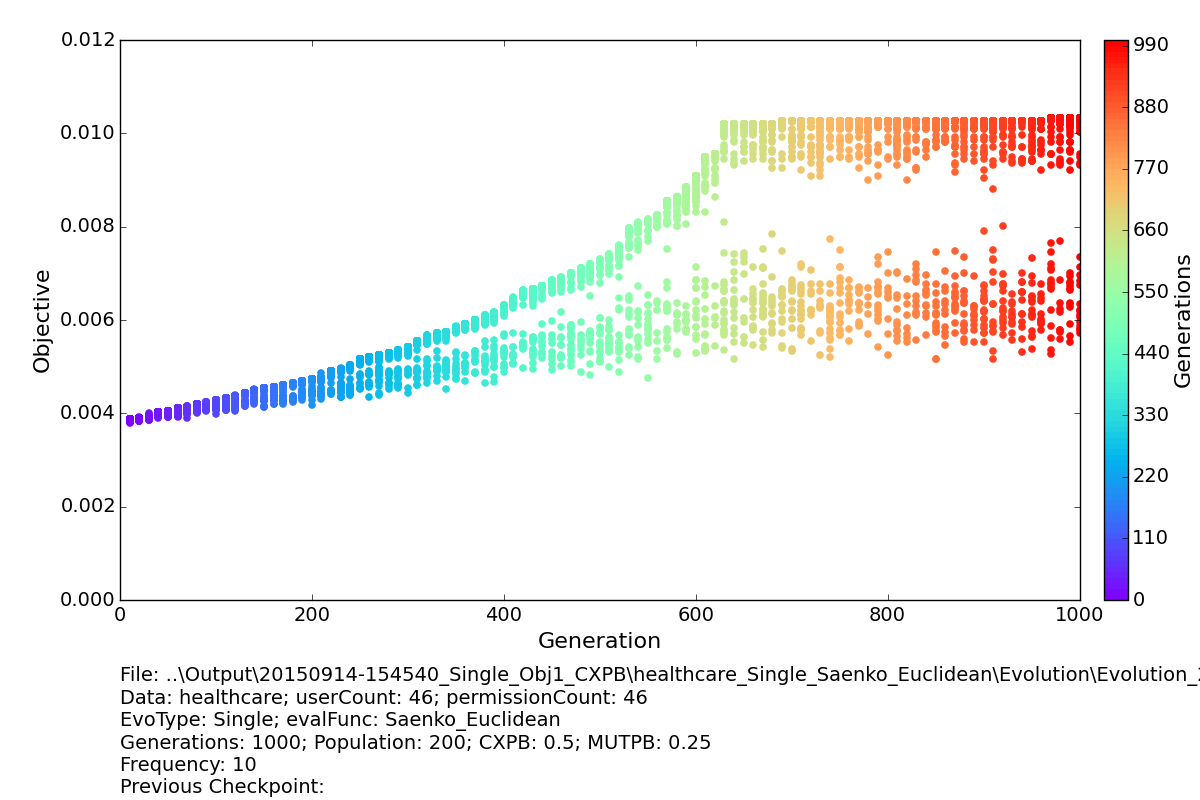 0.012
0.010
0.008
0.006
0.004
0.002
0.000
Objective
0 200 400 600 800 1000
Generation
990
880
770
660
550
440
330
220
110
0
Generations
File: ..\Output\20150914-154540_Single_Obj1_CXPB\healthcare_Single_Saenko_Euclidean\Evolution\Evolution_2
Data: healthcare; userCount: 46; permissionCount: 46
EvoType: Single; evalFunc: Saenko_Euclidean
Generations: 1000; Population: 200; CXPB: 0.5; MUTPB: 0.25
Frequency: 10
Previous Checkpoint: